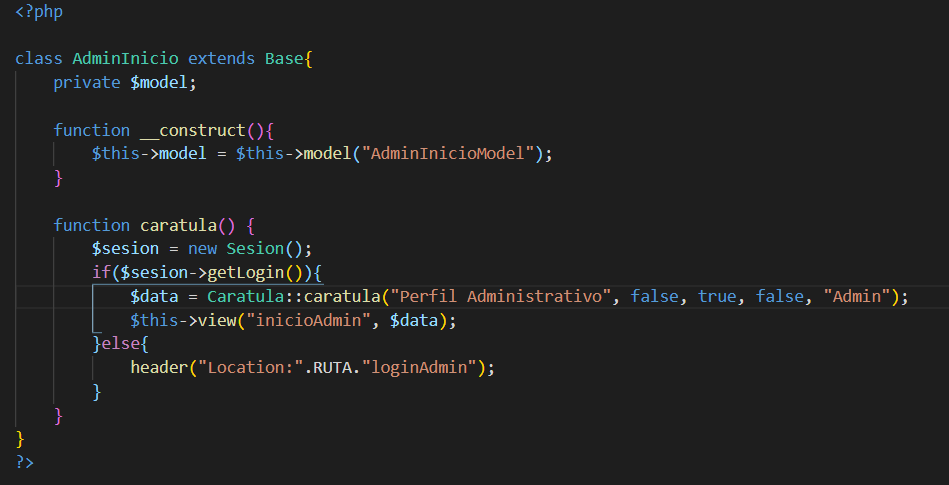 <?php
class AdminInicio extends Base{
    private $model;
    function __construct(){
        $this->model = $this->model("AdminInicioModel");
    }
    function caratula() {
        $sesion = new Sesion();
        if($sesion->getLogin()){
            $data = Caratula::caratula("Perfil Administrativo", false, true, false, "Admin");
            $this->view("inicioAdmin", $data);
        }else{
            header("Location:".RUTA."loginAdmin");
        }
    }
}
?>